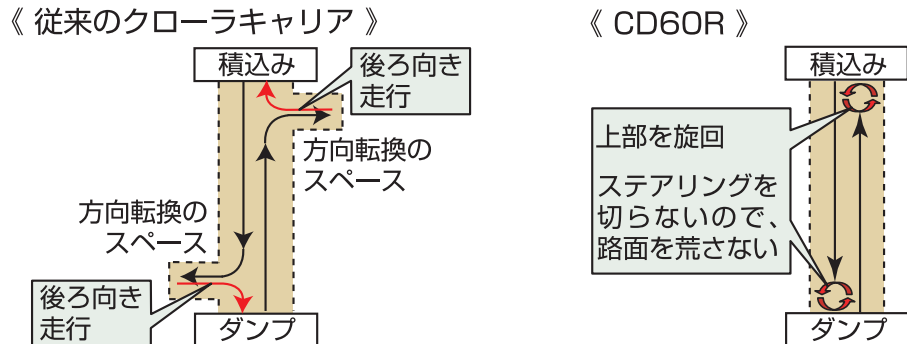 《 従来のクローラキャリア 》
積込み
後ろ向き
走行
方向転換の
スペース
方向転換の
スペース
後ろ向き
走行
ダンプ
《 CD60R 》
積込み
上部を旋回
ステアリングを
切らないので、
路面を荒さない
ダンプ